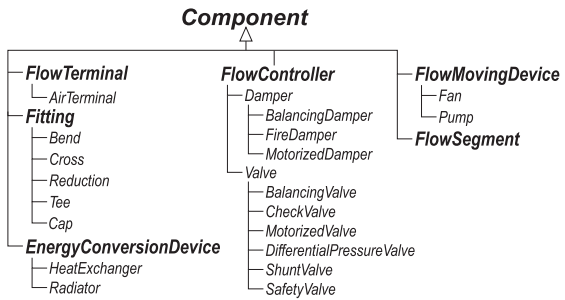 Component
FlowTerminal
AirTerminal
Fitting
Bend
Cross
Reduction
Tee
Cap
EnergyConversionDevice
HeatExchanger
Radiator
FlowController
Damper
BalancingDamper
FireDamper
MotorizedDamper
Valve
BalancingValve
CheckValve
MotorizedValve
DifferentialPressureValve
ShuntValve
SafetyValve
FlowMovingDevice
Fan
Pump
FlowSegment